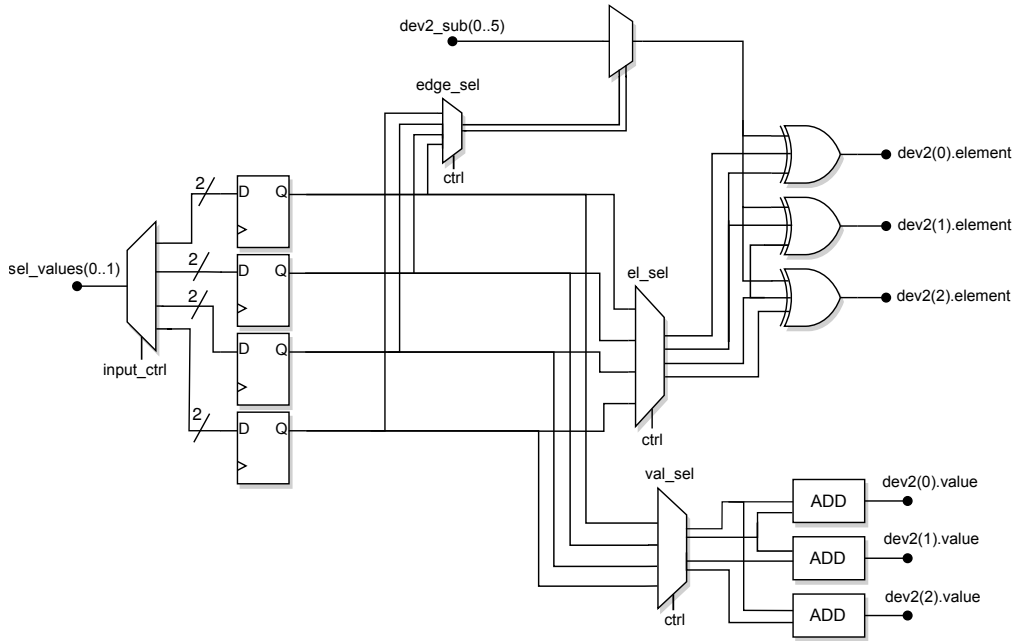 dev2_sub(0..5)
edge_sel
ctrl
dev2(0).element
2
D Q
dev2(1).element
sel_values(0..1)
2
D Q
el_sel
2
dev2(2).element
input_ctrl
D Q
2
D Q
ctrl
val_sel
dev2(0).value
ADD
dev2(1).value
ADD
dev2(2).value
ADD
ctrl